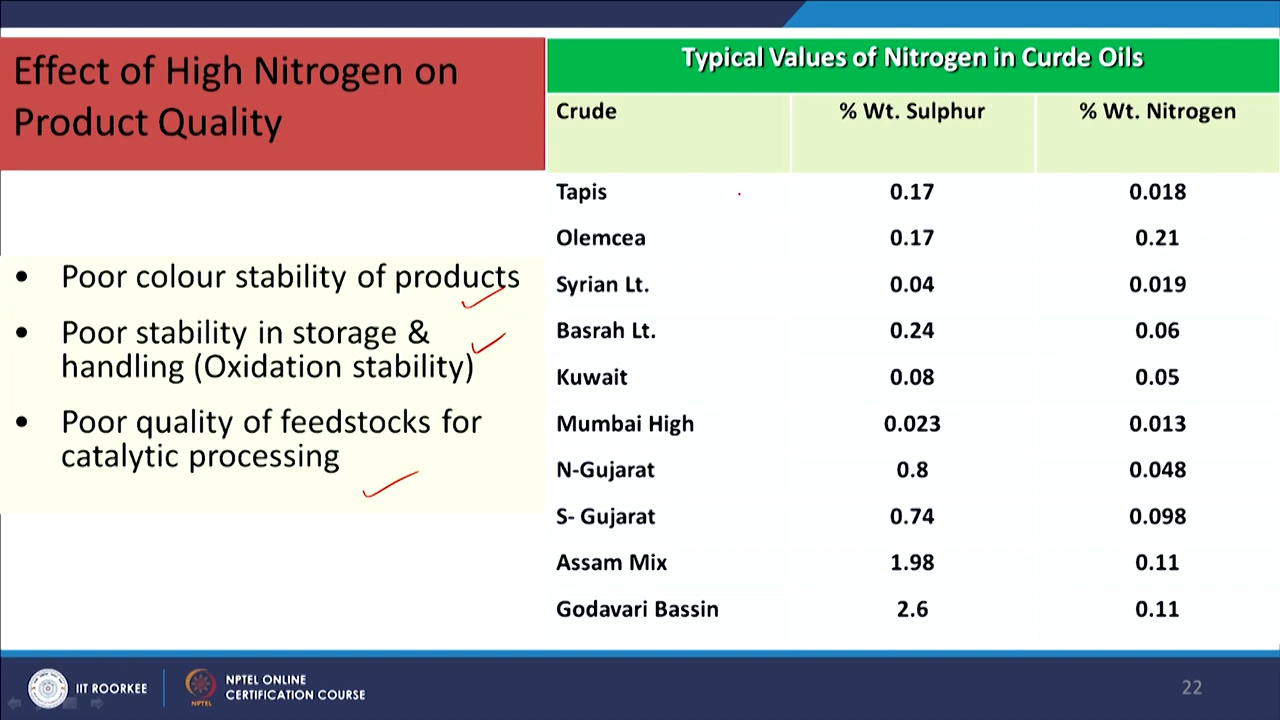 Effect of High Nitrogen on
Product Quality
• Poor colour stability of products
• Poor stability in storage &
handling (Oxidation stability)
• Poor quality of feedstocks for
catalytic processing
Typical Values of Nitrogen in Curde Oils
Crude % Wt. Sulphur % Wt. Nitrogen
Tapis 0.17 0.018
Olemcea 0.17 0.21
Syrian Lt. 0.04 0.019
Basrah Lt. 0.24 0.06
Kuwait 0.08 0.05
Mumbai High 0.023 0.013
N-Gujarat 0.8 0.048
S- Gujarat 0.74 0.098
Assam Mix 1.98 0.11
Godavari Bassin 2.6 0.11
IIT ROORKEE
NPTEL
NPTEL ONLINE
CERTIFICATION COURSE
22